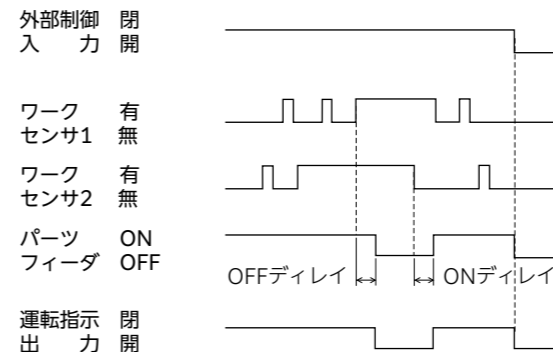 外部制御 閉
入 力 開
ワーク 有
センサ1 無
ワーク 有
センサ2 無
パーツ ON
フィーダ OFF
OFFディレイ ONディレイ
運転指示 閉
出 力 開